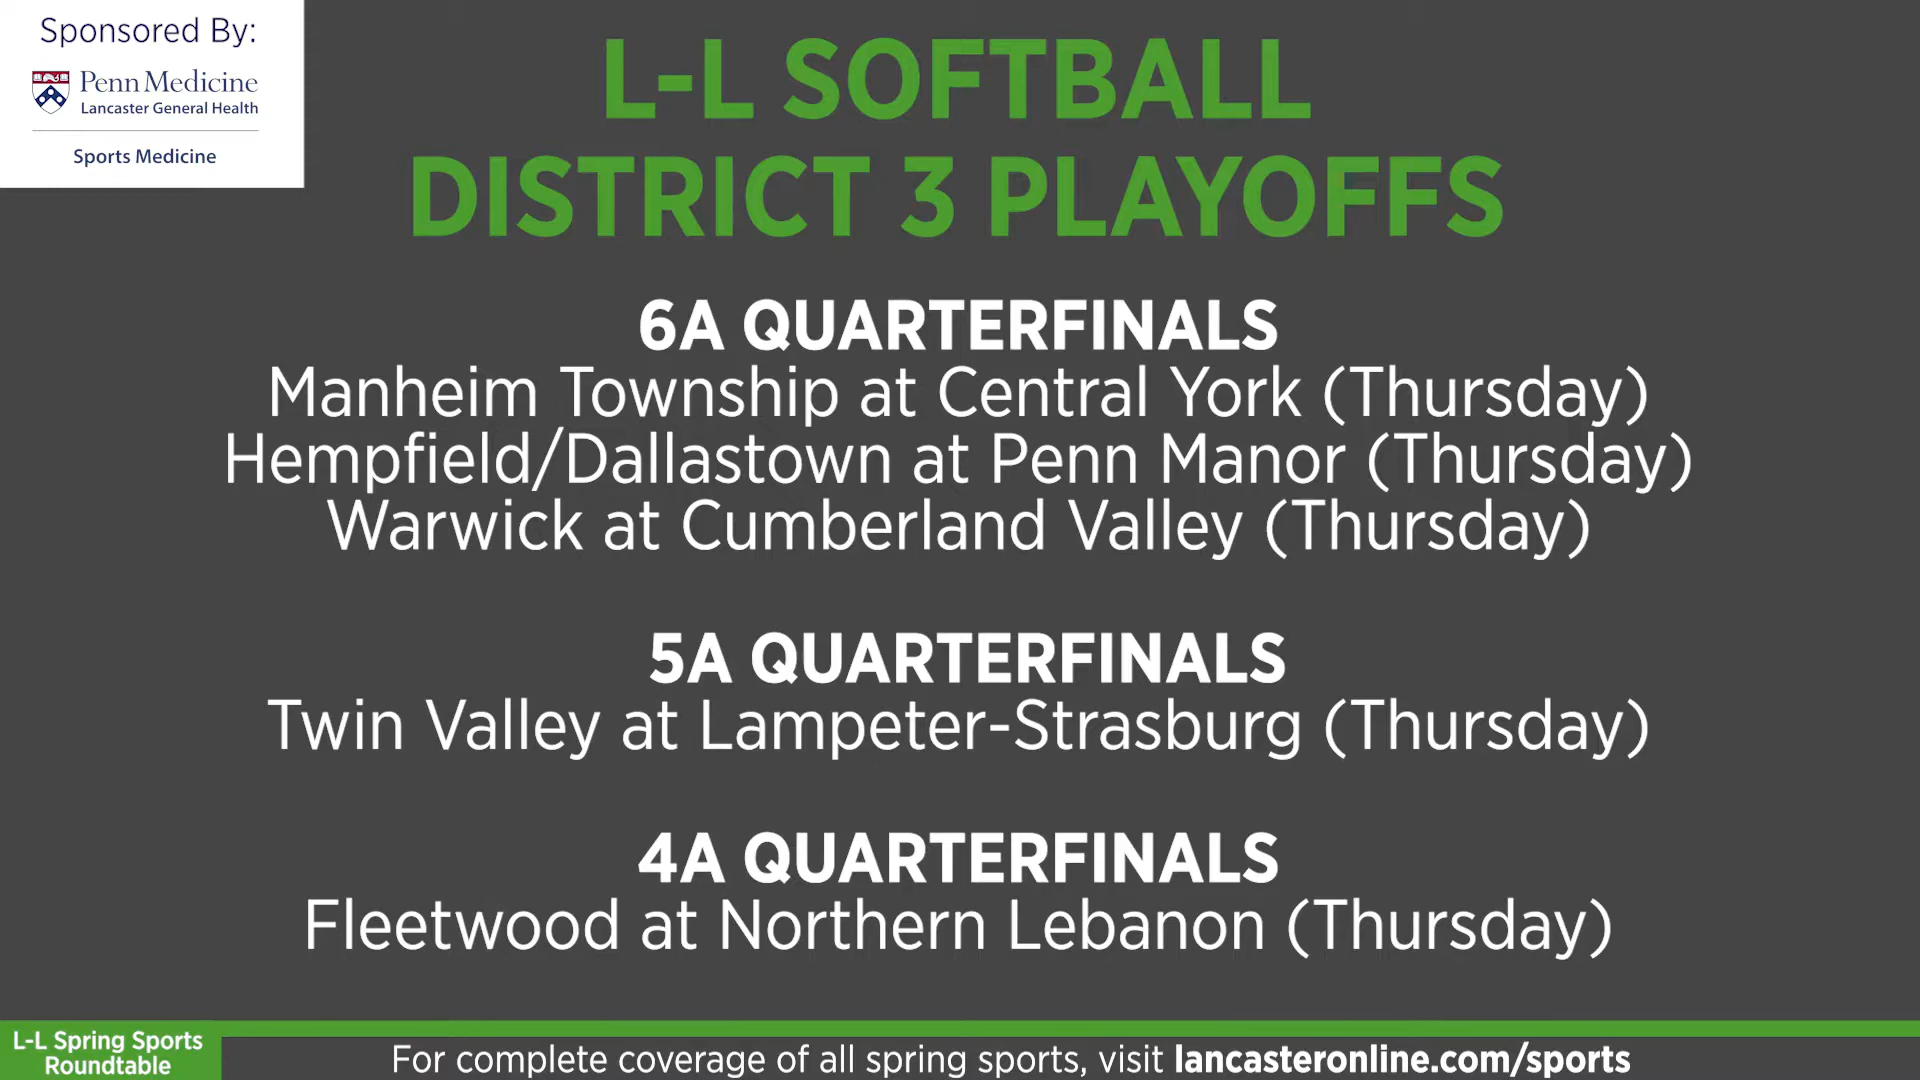 Sponsored By:
Penn Medicine
Lancaster General Health
Sports Medicine
L-L SOFTBALL
DISTRICT 3 PLAYOFFS
6A QUARTERFINALS
Manheim Township at Central York (Thursday)
Hempfield/Dallastown at Penn Manor (Thursday)
Warwick at Cumberland Valley (Thursday)
5A QUARTERFINALS
Twin Valley at Lampeter-Strasburg (Thursday)
4A QUARTERFINALS
Fleetwood at Northern Lebanon (Thursday)
L-L Spring Sports
Roundtable
For complete coverage of all spring sports, visit lancasteronline.com/sports